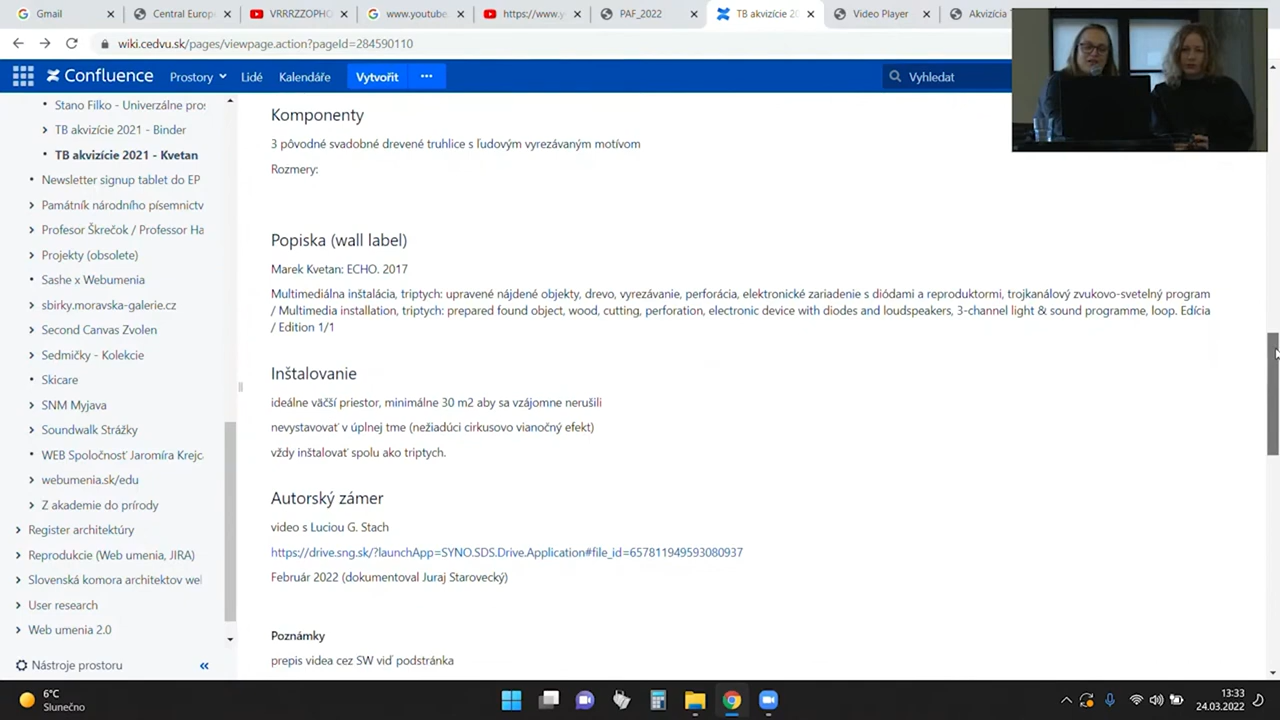 Gmail
Central Europ
VRRRZZOPHO
www.youtube.
https://www.y
PAF_2022
TB akvizície 20
Video Player
Akvizícia
wiki.cedvu.sk/pages/viewpage.action?pageId=284590110
Confluence
Prostory
Lidé
Kalendáře
Vytvořit
Vyhledat
Stano Filko - Univerzálne pros
TB akvizície 2021 - Binder
TB akvizície 2021 - Kvetan
Newsletter signup tablet do EP
Památník národního písemnictv
Profesor Škrečok / Professor Ha
Projekty (obsolete)
Sashe x Webumenia
sbirky.moravska-galerie.cz
Second Canvas Zvolen
Sedmičky - Kolekcie
Skicare
SNM Myjava
Soundwalk Strážky
WEB Spoločnosť Jaromíra Krejc
webumenia.sk/edu
Z akademie do prírody
Register architektúry
Reprodukcie (Web umenia, JIRA)
Slovenská komora architektov wel
User research
Web umenia 2.0
Nástroje prostoru
Komponenty
3 pôvodné svadobné drevené truhlice s ľudovým vyrezávaným motívom
Rozmery:
Popiska (wall label)
Marek Kvetan: ECHO. 2017
Multimediálna inštalácia, triptych: upravené nájdené objekty, drevo, vyrezávanie, perforácia, elektronické zariadenie s diódami a reproduktormi, trojkanálový zvukovo-svetelný program
/ Multimedia installation, triptych: prepared found object, wood, cutting, perforation, electronic device with diodes and loudspeakers, 3-channel light & sound programme, loop. Edícia
/ Edition 1/1
Inštalovanie
ideálne väčší priestor, minimálne 30 m2 aby sa vzájomne nerušili
nevystavovať v úplnej tme (nežiadúci cirkusovo vianočný efekt)
vždy inštalovať spolu ako triptych.
Autorský zámer
video s Luciou G. Stach
https://drive.sng.sk/?launchApp=SYNO.SDS.Drive.Application#file_id=657811949593080937
Február 2022 (dokumentoval Juraj Starovecký)
Poznámky
prepis videa cez SW viď podstránka
6°C
Slunečno
13:33
24.03.2022